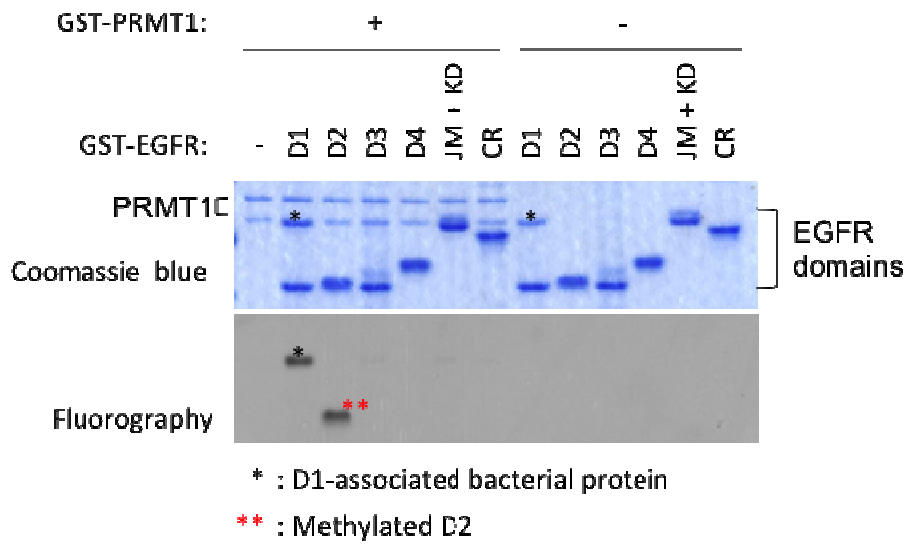 GST-PRMT1: + -
GST-EGFR: - D1 D2 D3 D4 JM - KD CR D1 D2 D3 D4 JM + KD CR
PRMT1
*
*
Coomassie blue
EGFR
domains
*
**
Fluorography
* : D1-associated bacterial protein
** : Methylated D2